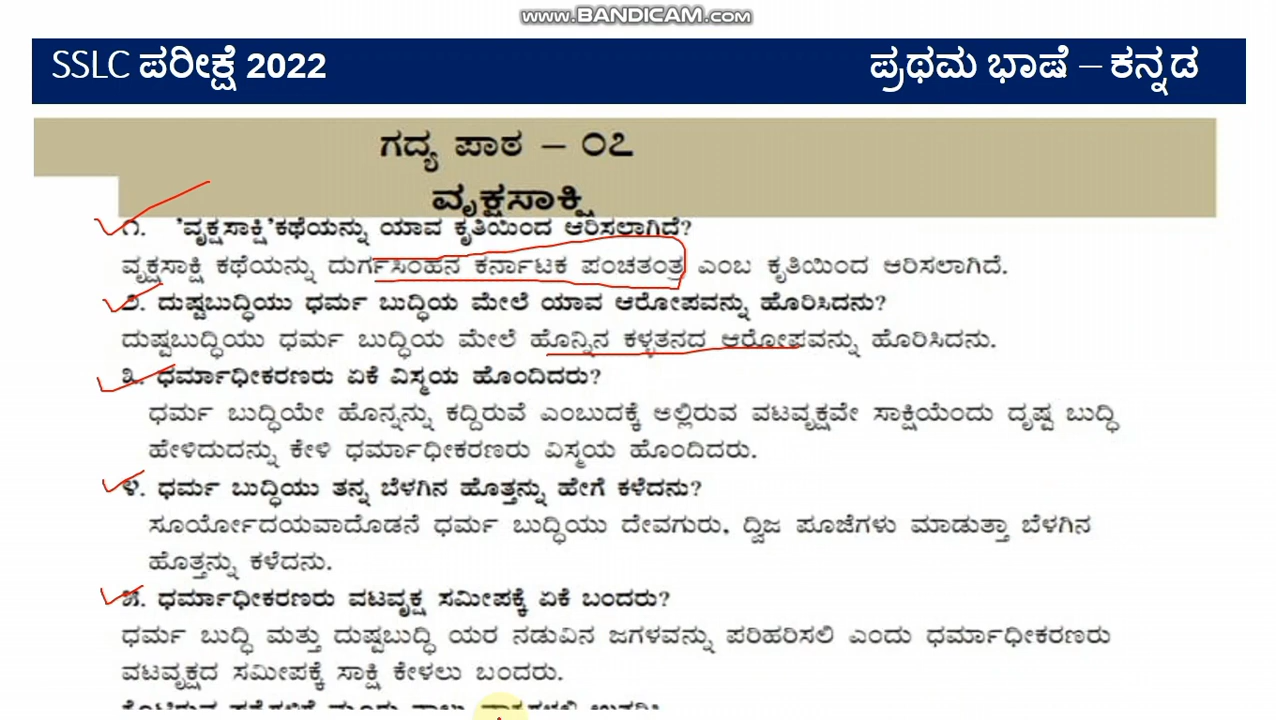 www.BANDICAM.com
SSLC ಪರೀಕ್ಷೆ 2022 ಪ್ರಥಮ ಭಾಷೆ – ಕನ್ನಡ
ಗದ್ಯ ಪಾಠ – ೦೭
ವೃಕ್ಷಸಾಕ್ಷಿ
೧. 'ವೃಕ್ಷಸಾಕ್ಷಿ'ಕಥೆಯನ್ನು ಯಾವ ಕೃತಿಯಿಂದ ಆರಿಸಲಾಗಿದೆ?
ವೃಕ್ಷಸಾಕ್ಷಿ ಕಥೆಯನ್ನು ದುರ್ಗಸಿಂಹನ ಕರ್ನಾಟಕ ಪಂಚತಂತ್ರ ಎಂಬ ಕೃತಿಯಿಂದ ಆರಿಸಲಾಗಿದೆ.
೨. ದುಷ್ಟಬುದ್ಧಿಯು ಧರ್ಮ ಬುದ್ಧಿಯ ಮೇಲೆ ಯಾವ ಆರೋಪವನ್ನು ಹೊರಿಸಿದನು?
ದುಷ್ಟಬುದ್ಧಿಯು ಧರ್ಮ ಬುದ್ಧಿಯ ಮೇಲೆ ಹೊನ್ನಿನ ಕಳ್ಳತನದ ಆರೋಪವನ್ನು ಹೊರಿಸಿದನು.
೩. ಧರ್ಮಾಧೀಕರಣರು ಏಕೆ ವಿಸ್ಮಯ ಹೊಂದಿದರು?
ಧರ್ಮ ಬುದ್ಧಿಯೇ ಹೊನ್ನನ್ನು ಕದ್ದಿರುವೆ ಎಂಬುದಕ್ಕೆ ಅಲ್ಲಿರುವ ವಟವೃಕ್ಷವೇ ಸಾಕ್ಷಿಯೆಂದು ದೃಷ್ಟ ಬುದ್ಧಿ
ಹೇಳಿದುದನ್ನು ಕೇಳಿ ಧರ್ಮಾಧೀಕರಣರು ವಿಸ್ಮಯ ಹೊಂದಿದರು.
೪. ಧರ್ಮ ಬುದ್ಧಿಯು ತನ್ನ ಬೆಳಗಿನ ಹೊತ್ತನ್ನು ಹೇಗೆ ಕಳೆದನು?
ಸೂರ್ಯೋದಯವಾದೊಡನೆ ಧರ್ಮ ಬುದ್ಧಿಯು ದೇವಗುರು, ದ್ವಿಜ ಪೂಜೆಗಳು ಮಾಡುತ್ತಾ ಬೆಳಗಿನ
ಹೊತ್ತನ್ನು ಕಳೆದನು.
೫. ಧರ್ಮಾಧೀಕರಣರು ವಟವೃಕ್ಷ ಸಮೀಪಕ್ಕೆ ಏಕೆ ಬಂದರು?
ಧರ್ಮ ಬುದ್ಧಿ ಮತ್ತು ದುಷ್ಟಬುದ್ಧಿ ಯರ ನಡುವಿನ ಜಗಳವನ್ನು ಪರಿಹರಿಸಲಿ ಎಂದು ಧರ್ಮಾಧೀಕರಣರು
ವಟವೃಕ್ಷದ ಸಮೀಪಕ್ಕೆ ಸಾಕ್ಷಿ ಕೇಳಲು ಬಂದರು.